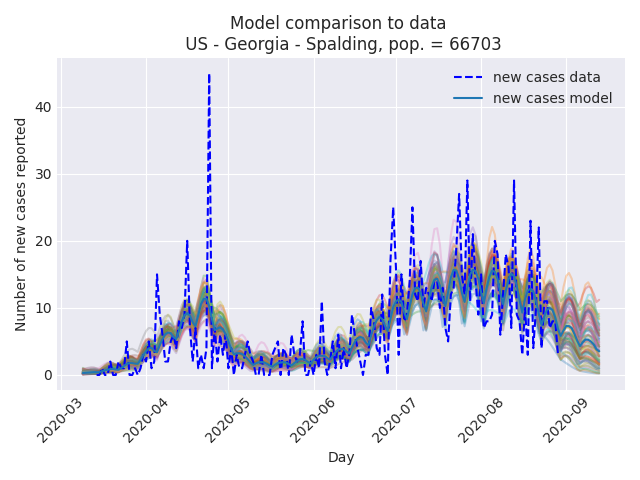 Model comparison to data
US - Georgia - Spalding, pop. = 66703
new cases data
new cases model
Number of new cases reported
40
30
20
10
0
2020-03
2020-04
2020-05
2020-06
2020-07
2020-08
2020-09
Day